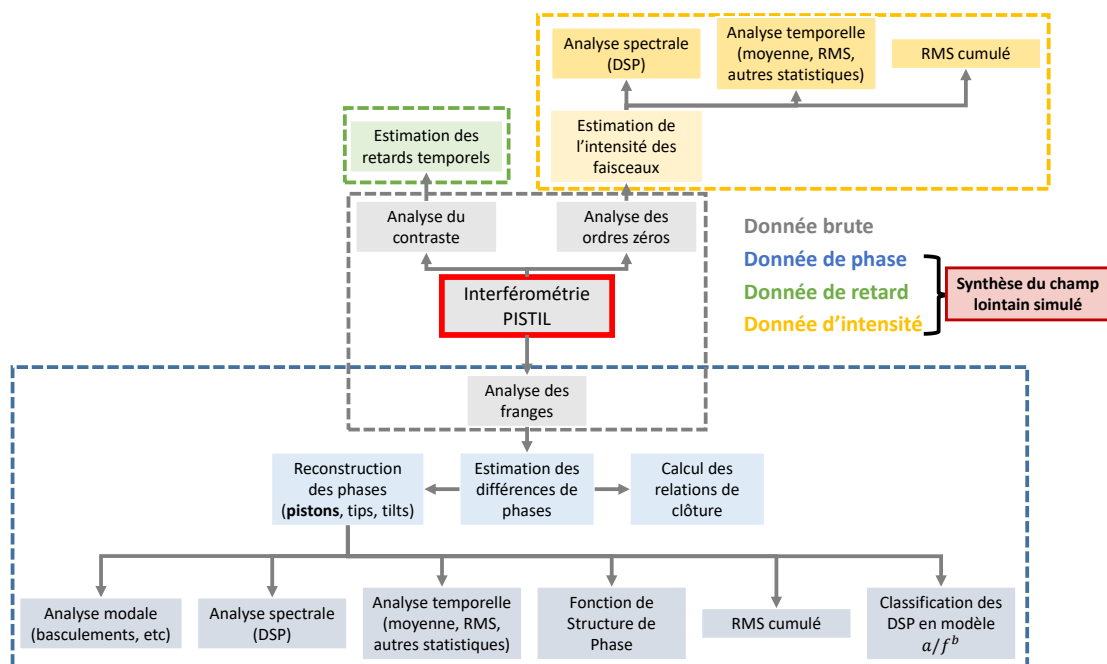 Analyse spectrale
(DSP)
Analyse temporelle
(moyenne, RMS,
autres statistiques)
RMS cumulé
Estimation des
retards temporels
Estimation de
l'intensité des
faisceaux
Analyse du
contraste
Analyse des
ordres zéros
Interférométrie
PISTIL
Donnée brute
Donnée de phase
Donnée de retard
Donnée d'intensité
Synthèse du champ
lointain simulé
Analyse des
franges
Reconstruction
des phases
(pistons, tips, tilts)
Estimation des
différences de
phases
Calcul des
relations de
clôture
Analyse modale
(basculements, etc)
Analyse spectrale
(DSP)
Analyse temporelle
(moyenne, RMS,
autres statistiques)
Fonction de
Structure de
Phase
RMS cumulé
Classification des
DSP en modèle
a/f^b